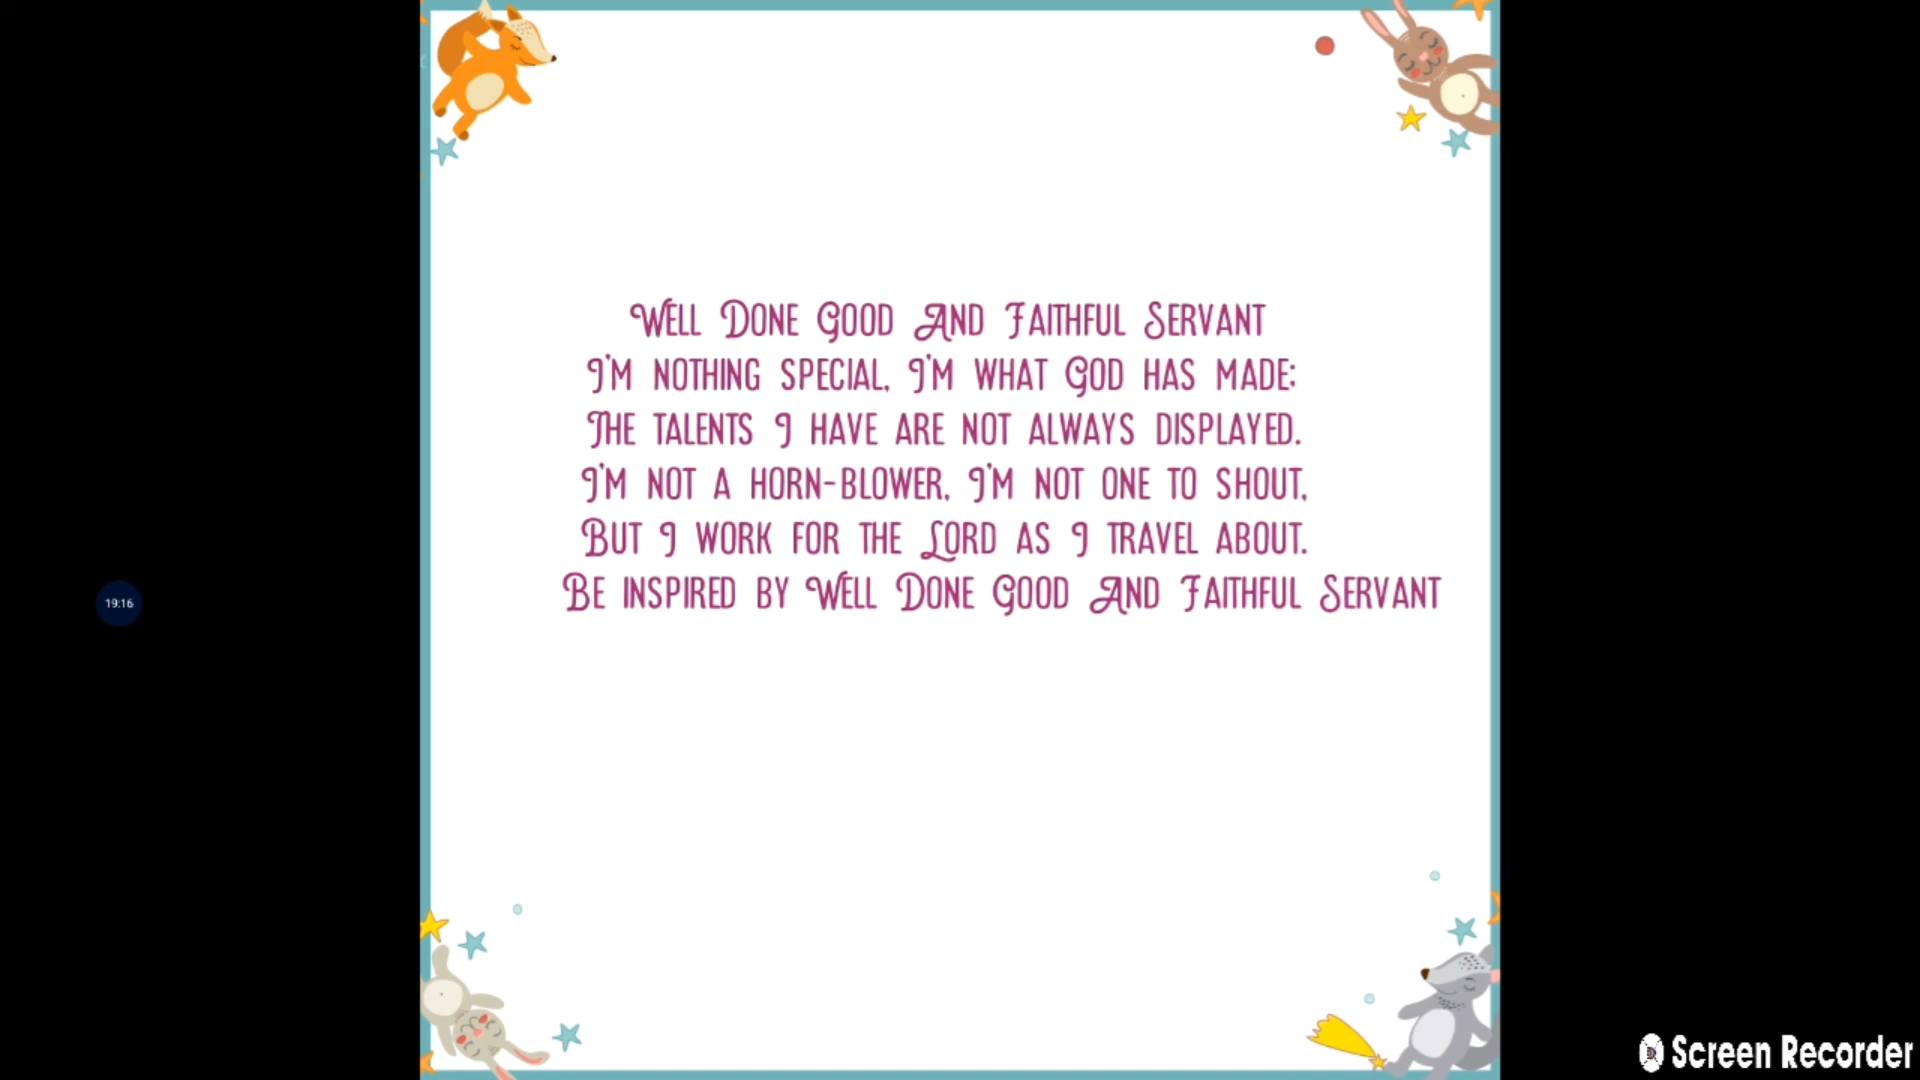 Well Done Good And Faithful Servant
I'm nothing special, I'm what God has made;
The talents I have are not always displayed.
I'm not a horn-blower, I'm not one to shout,
But I work for the Lord as I travel about.
Be inspired by Well Done Good And Faithful Servant
19:16
Screen Recorder